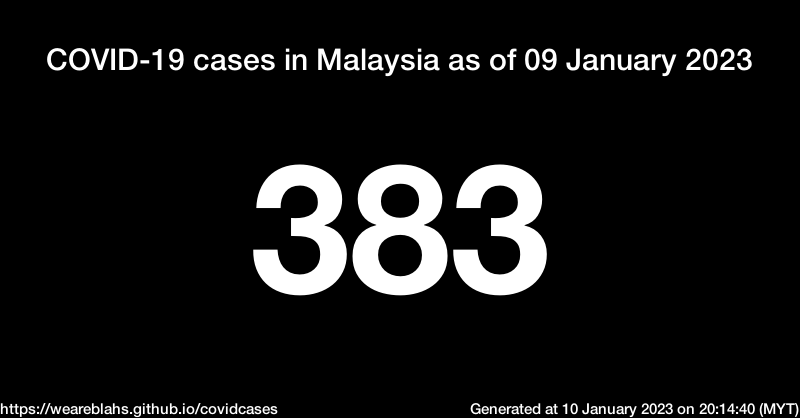 COVID-19 cases in Malaysia as of 09 January 2023
383
https://weareblahs.github.io/covidcases
Generated at 10 January 2023 on 20:14:40 (MYT)